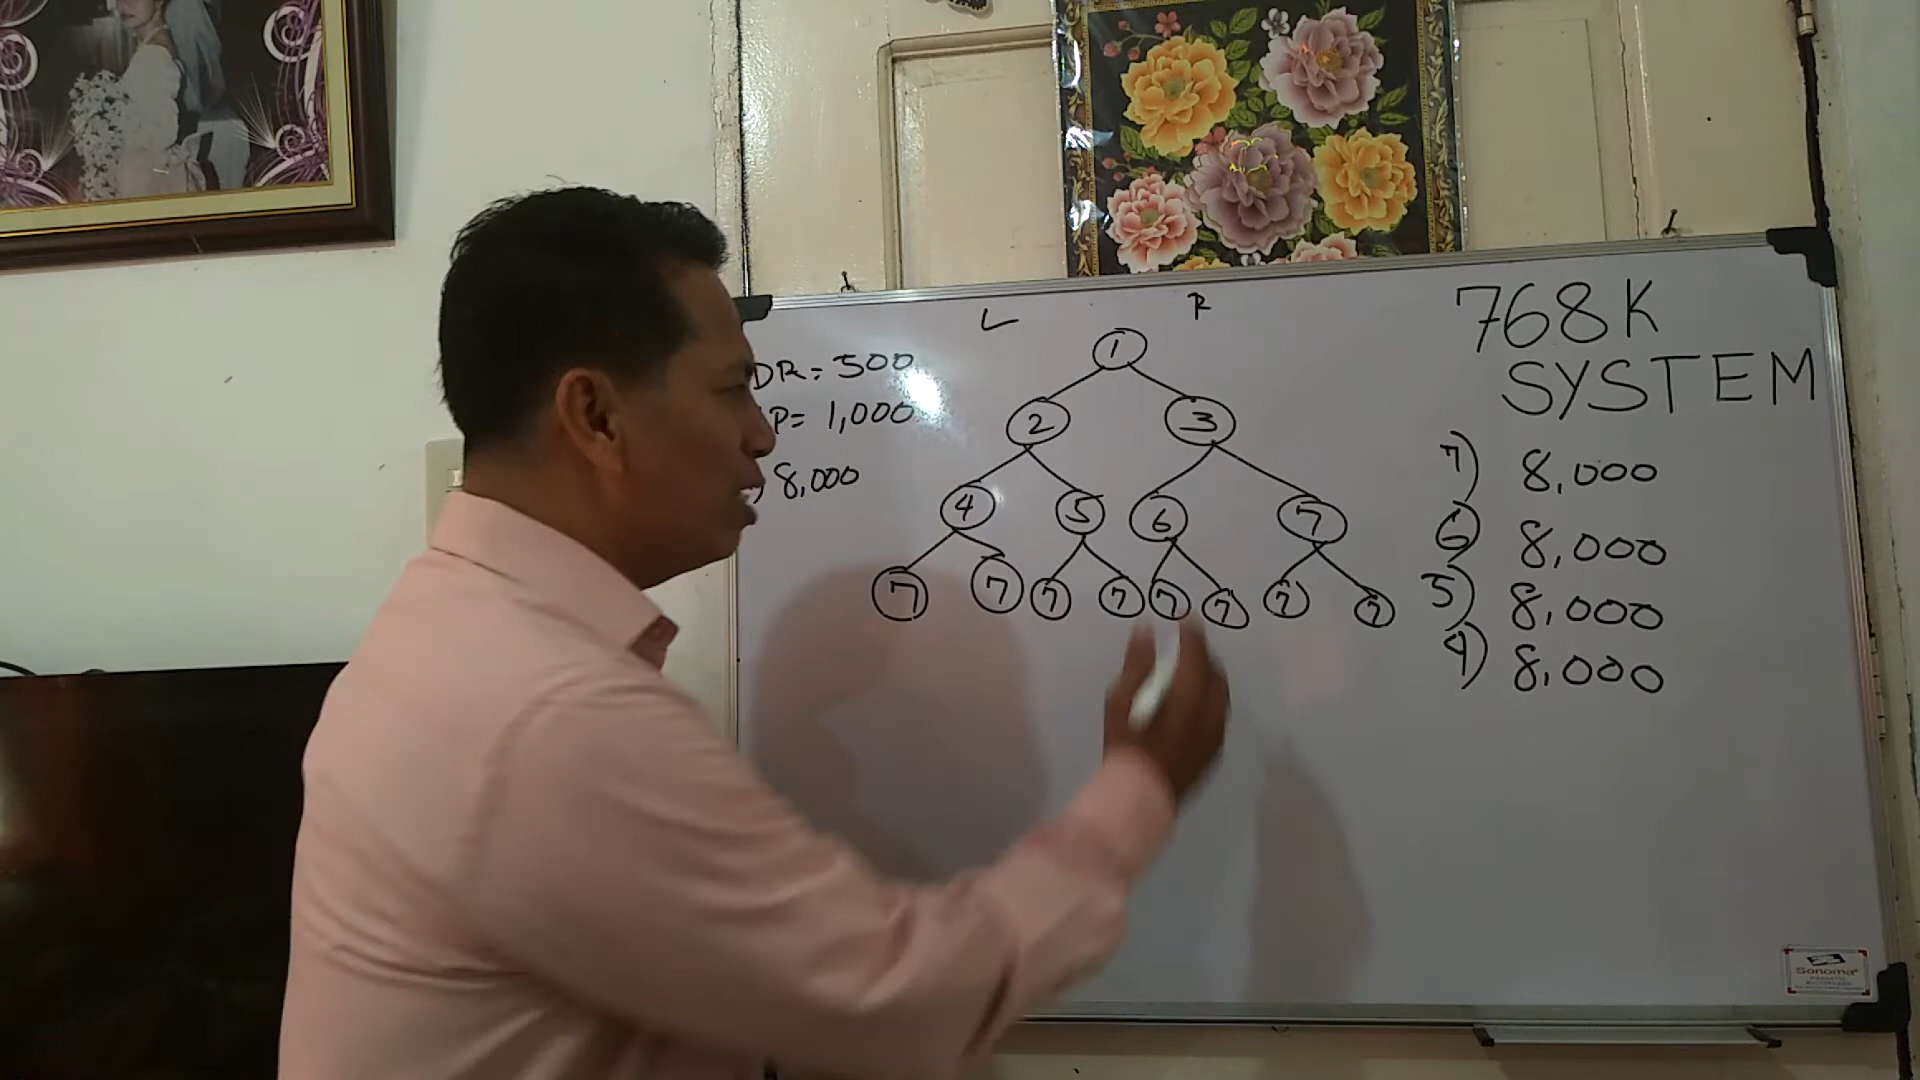 L R
DR = 500
P = 1,000
) 8,000
1
2 3
4 5 6 7
7 7 7 7 7 7 7 7
768K
SYSTEM
7) 8,000
6) 8,000
5) 8,000
4) 8,000
Sonoma